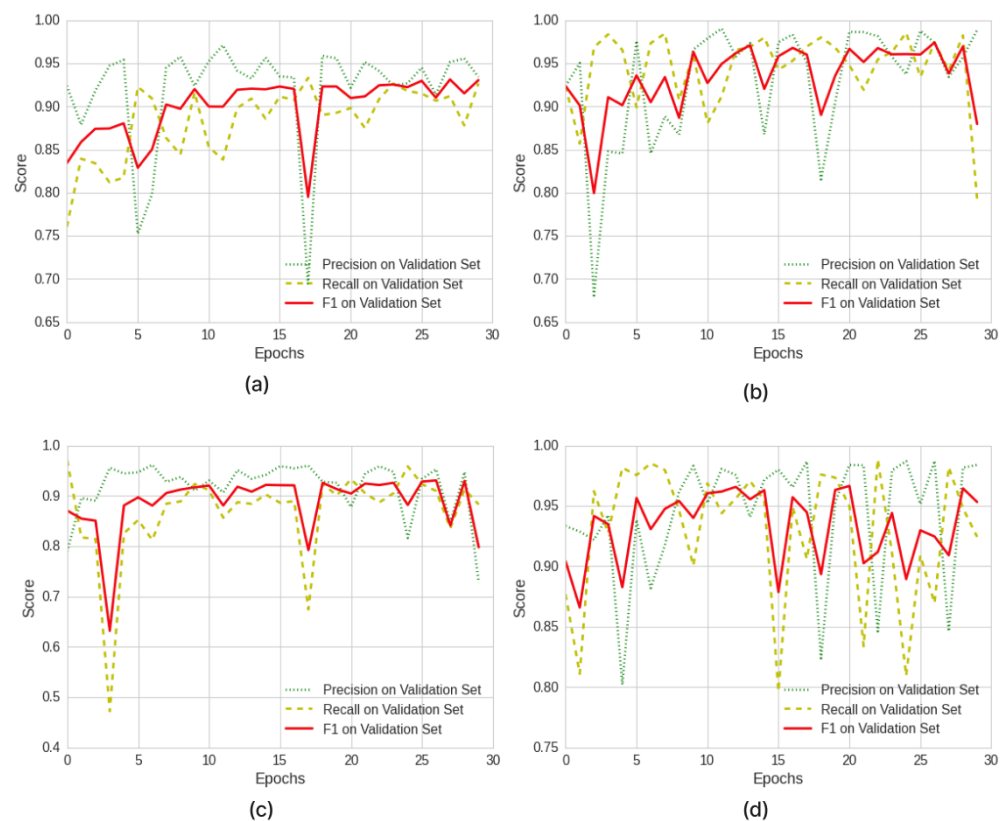 1.00
0.95
0.90
0.85
0.80
0.75
0.70
0.65
Score
0 5 10 15 20 25 30
Epochs
Precision on Validation Set
Recall on Validation Set
F1 on Validation Set
(a)
1.00
0.95
0.90
0.85
0.80
0.75
0.70
0.65
Score
0 5 10 15 20 25 30
Epochs
Precision on Validation Set
Recall on Validation Set
F1 on Validation Set
(b)
1.0
0.9
0.8
0.7
0.6
0.5
0.4
Score
0 5 10 15 20 25 30
Epochs
Precision on Validation Set
Recall on Validation Set
F1 on Validation Set
(c)
1.00
0.95
0.90
0.85
0.80
0.75
Score
0 5 10 15 20 25 30
Epochs
Precision on Validation Set
Recall on Validation Set
F1 on Validation Set
(d)